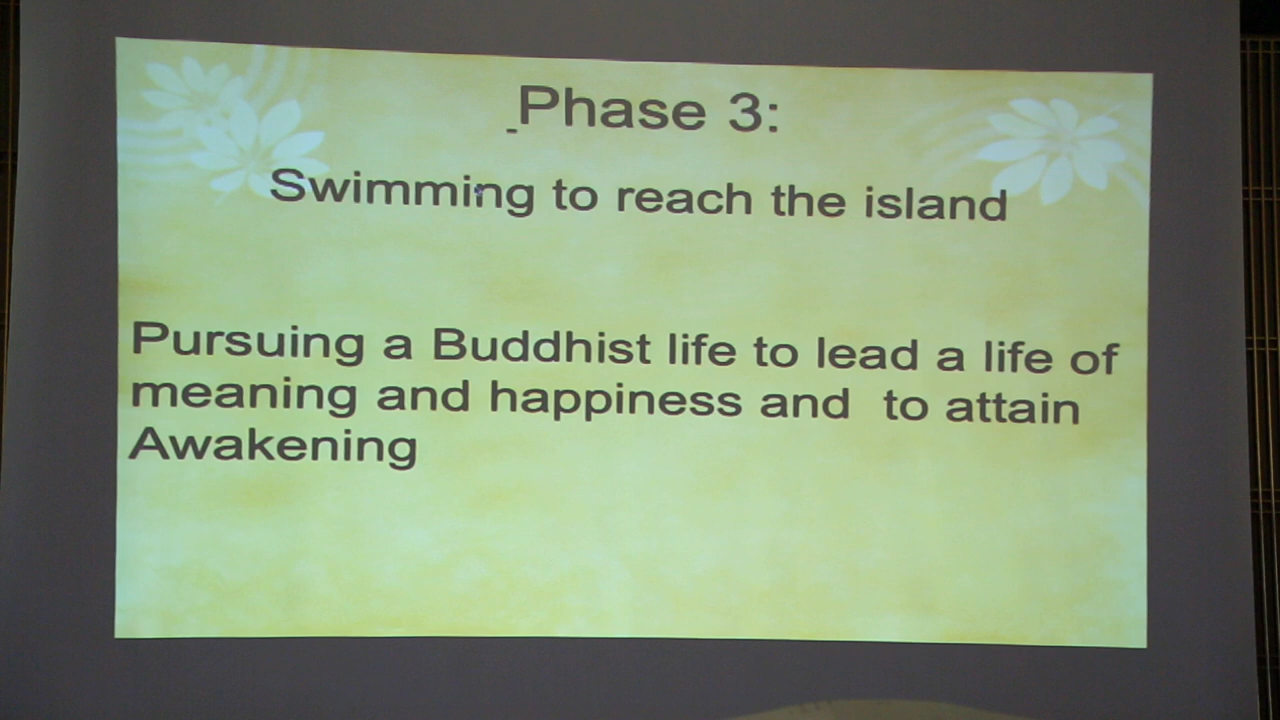 -Phase 3:
Swimming to reach the island
Pursuing a Buddhist life to lead a life of
meaning and happiness and to attain
Awakening